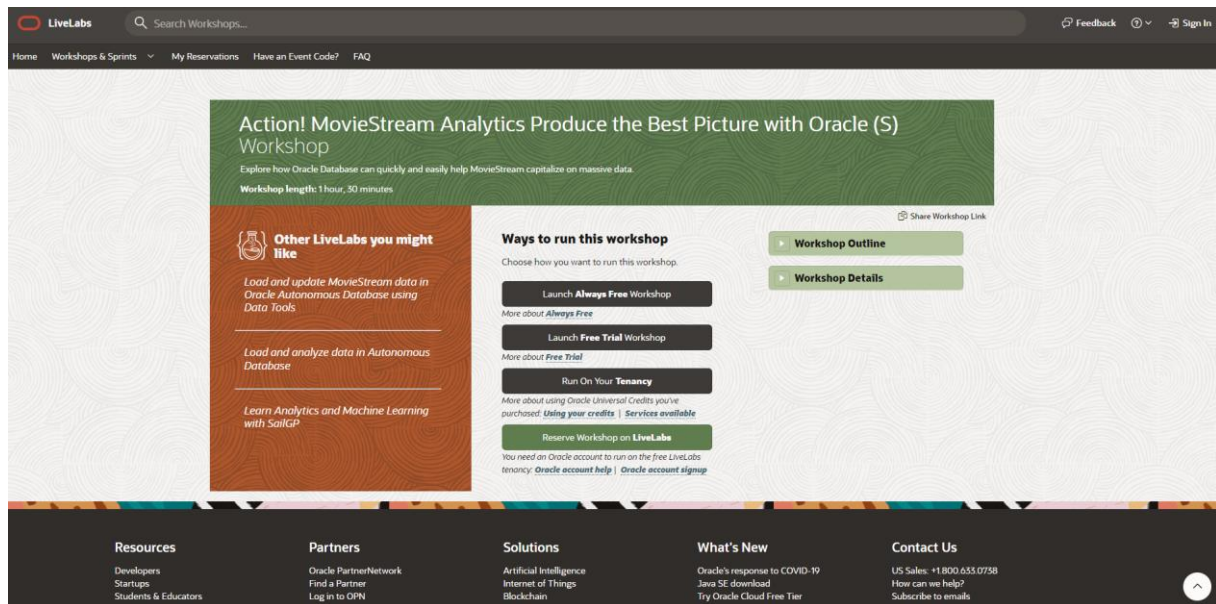 LiveLabs
Search Workshops...
Feedback
Sign In
Home Workshops & Sprints My Reservations Have an Event Code? FAQ
Action! MovieStream Analytics Produce the Best Picture with Oracle (S)
Workshop
Explore how Oracle Database can quickly and easily help MovieStream capitalize on massive data.
Workshop length: 1 hour, 30 minutes
Share Workshop Link
Other LiveLabs you might
like
Load and update MovieStream data in
Oracle Autonomous Database using
Data Tools
Load and analyze data in Autonomous
Database
Learn Analytics and Machine Learning
with SailGP
Ways to run this workshop
Choose how you want to run this workshop.
Launch Always Free Workshop
More about Always Free
Launch Free Trial Workshop
More about Free Trial
Run On Your Tenancy
More about using Oracle Universal Credits you've
purchased: Using your credits | Services available
Reserve Workshop on LiveLabs
You need an Oracle account to run on the free LiveLabs
tenancy: Oracle account help | Oracle account signup
Workshop Outline
Workshop Details
Resources
Developers
Startups
Students & Educators
Partners
Oracle PartnerNetwork
Find a Partner
Log in to OPN
Solutions
Artificial Intelligence
Internet of Things
Blockchain
What's New
Oracle's response to COVID-19
Java SE download
Try Oracle Cloud Free Tier
Contact Us
US Sales: +1.800.633.0738
How can we help?
Subscribe to emails